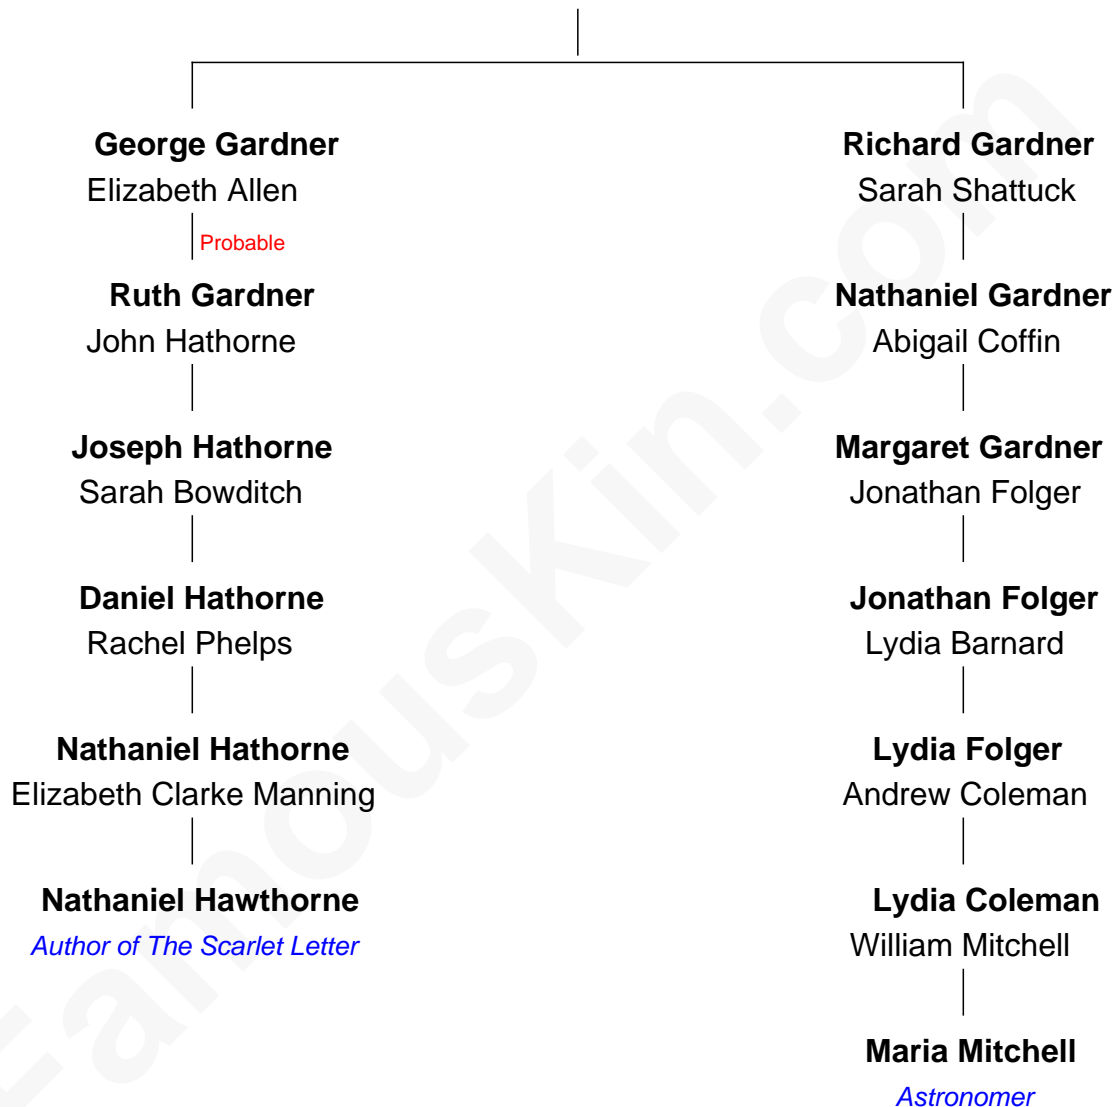 George Gardner
Elizabeth Allen
Probable
Ruth Gardner
John Hathorne
Joseph Hathorne
Sarah Bowditch
Daniel Hathorne
Rachel Phelps
Nathaniel Hathorne
Elizabeth Clarke Manning
Nathaniel Hawthorne
Author of The Scarlet Letter
Richard Gardner
Sarah Shattuck
Nathaniel Gardner
Abigail Coffin
Margaret Gardner
Jonathan Folger
Jonathan Folger
Lydia Barnard
Lydia Folger
Andrew Coleman
Lydia Coleman
William Mitchell
Maria Mitchell
Astronomer
FamousKin.com